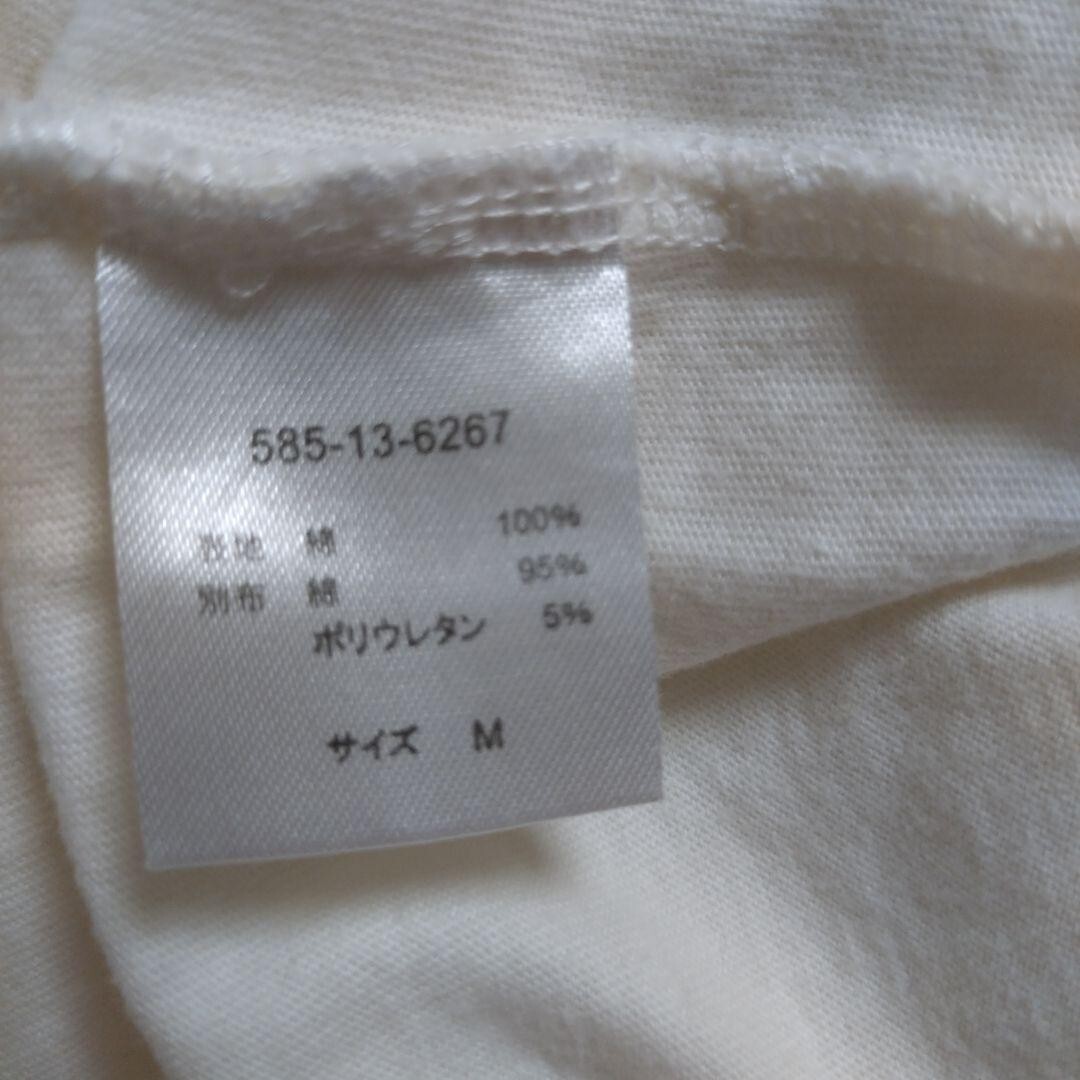 585-13-6267
表地 綿 100%
別布 綿 95%
ポリウレタン 5%
サイズ M